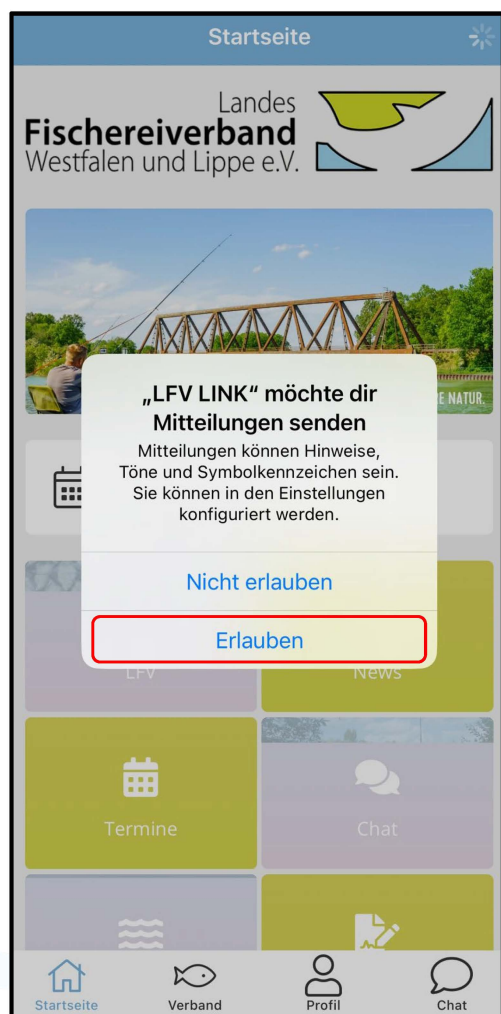 Startseite
Landes
Fischereiverband
Westfalen und Lippe e.V.
E NATUR.
„LFV LINK“ möchte dir
Mitteilungen senden
Mitteilungen können Hinweise,
Töne und Symbolkennzeichen sein.
Sie können in den Einstellungen
konfiguriert werden.
Nicht erlauben
Erlauben
LFV
News
Termine
Chat
Startseite
Verband
Profil
Chat